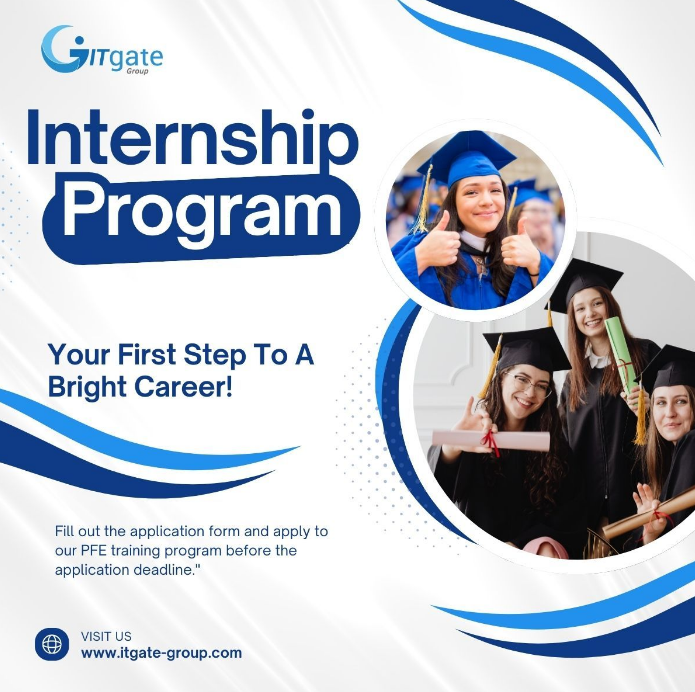 ITgate
Group
Internship
Program
Your First Step To A
Bright Career!
Fill out the application form and apply to
our PFE training program before the
application deadline."
VISIT US
www.itgate-group.com